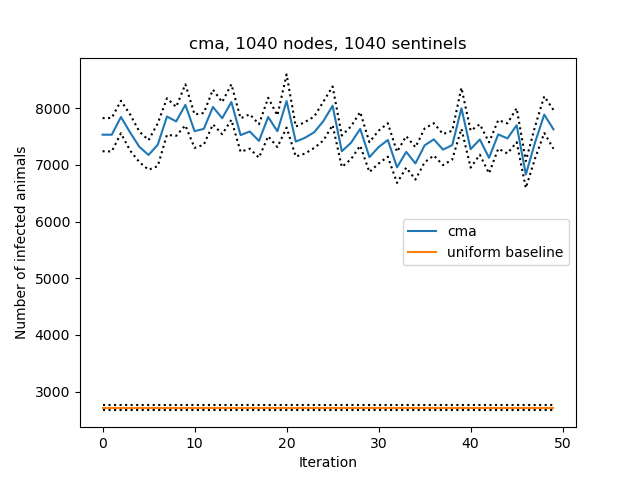 cma, 1040 nodes, 1040 sentinels
Number of infected animals
8000
7000
6000
5000
4000
3000
cma
uniform baseline
0 10 20 30 40 50
Iteration